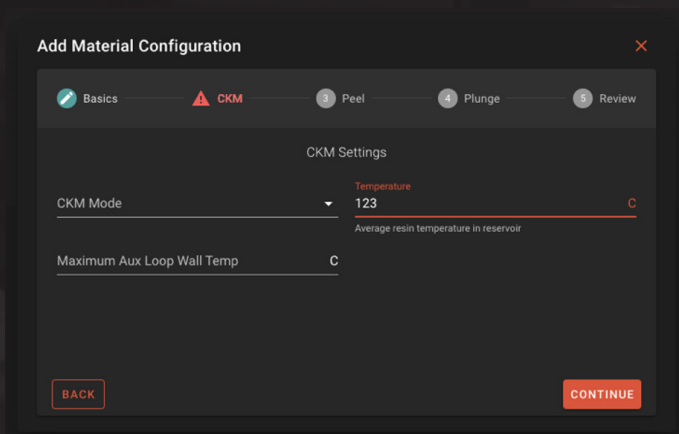 Add Material Configuration
Basics
CKM
3 Peel
4 Plunge
5 Review
CKM Settings
CKM Mode
Temperature
123 C
Average resin temperature in reservoir
Maximum Aux Loop Wall Temp C
BACK
CONTINUE